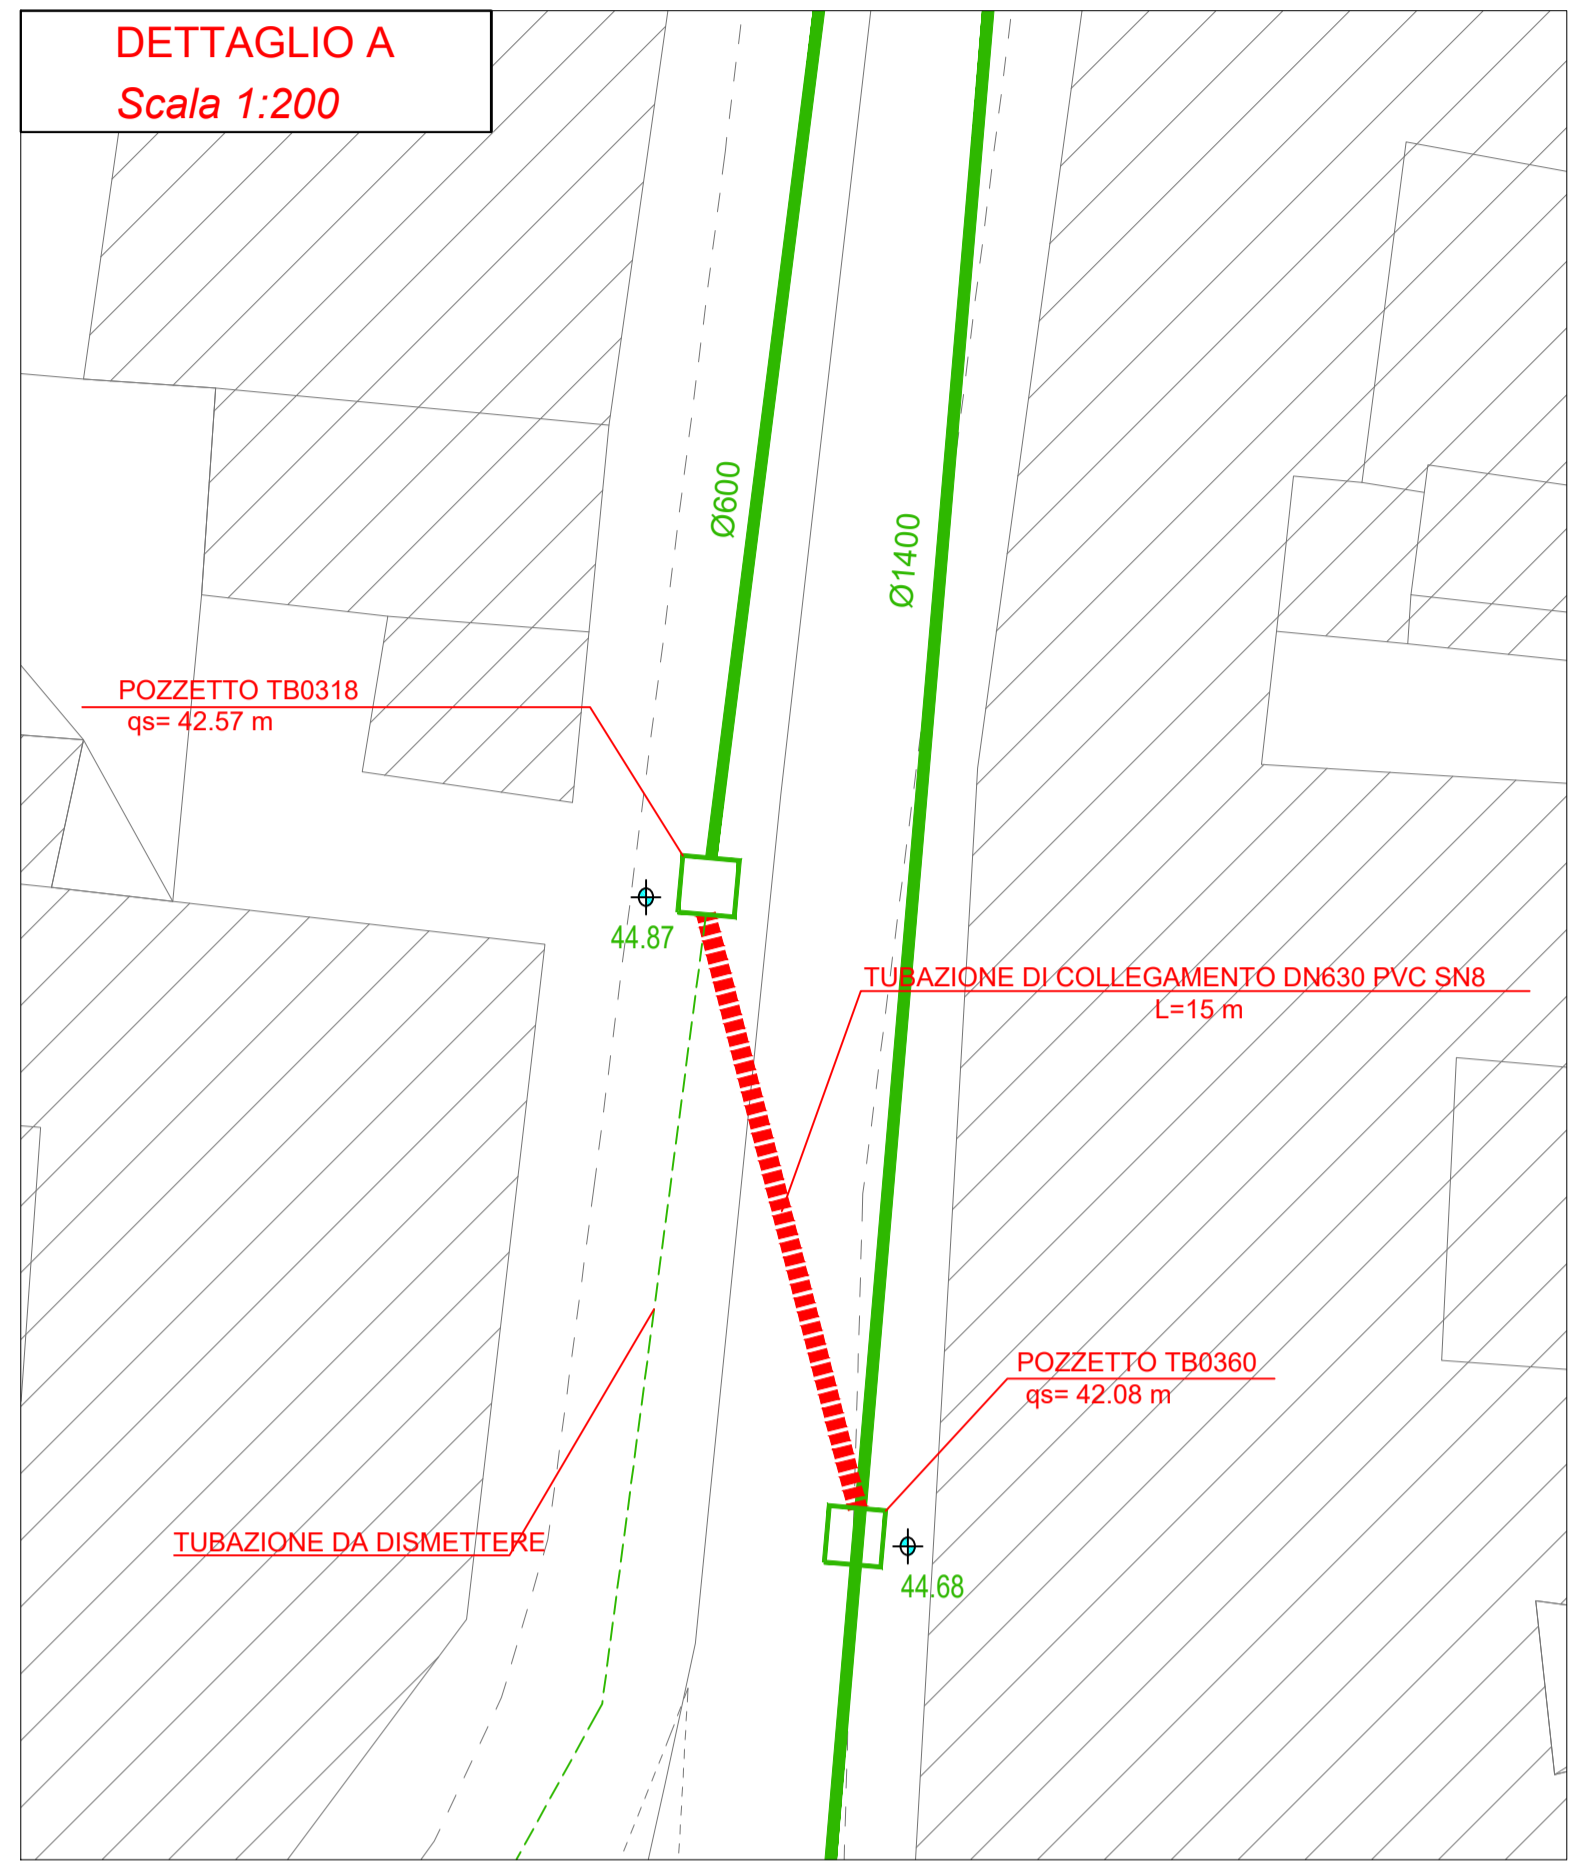 DETTAGLIO A
Scala 1:200
Ø600
Ø1400
POZZETTO TB0318
qs= 42.57 m
44.87
TUBAZIONE DI COLLEGAMENTO DN630 PVC SN8
L=15 m
POZZETTO TB0360
qs= 42.08 m
TUBAZIONE DA DISMETTERE
44.68